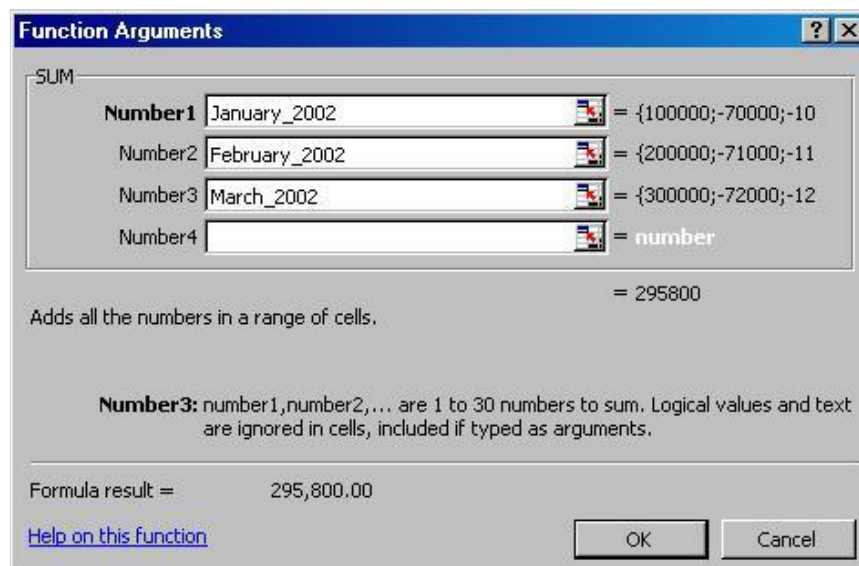 Function Arguments
SUM
Number1 January_2002 = {100000;-70000;-10
Number2 February_2002 = {200000;-71000;-11
Number3 March_2002 = {300000;-72000;-12
Number4 = number
= 295800
Adds all the numbers in a range of cells.
Number3: number1,number2,... are 1 to 30 numbers to sum. Logical values and text
are ignored in cells, included if typed as arguments.
Formula result = 295,800.00
Help on this function OK Cancel